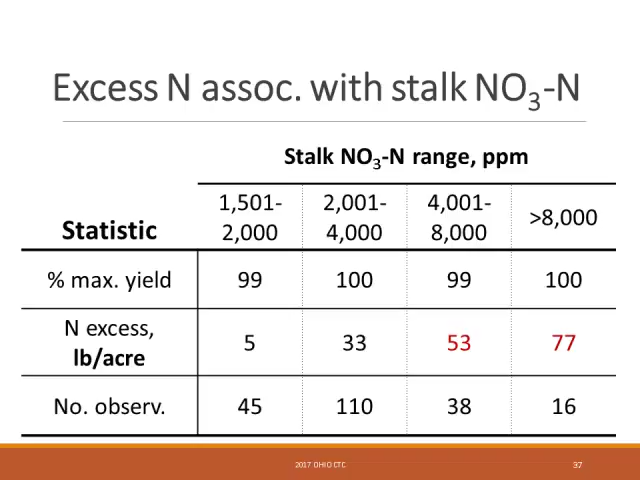 Excess N assoc. with stalk NO₃-N
Stalk NO₃-N range, ppm
Statistic 1,501-2,000 2,001-4,000 4,001-8,000 >8,000
% max. yield 99 100 99 100
N excess, lb/acre 5 33 53 77
No. observ. 45 110 38 16
2017 OHIO CTC 37